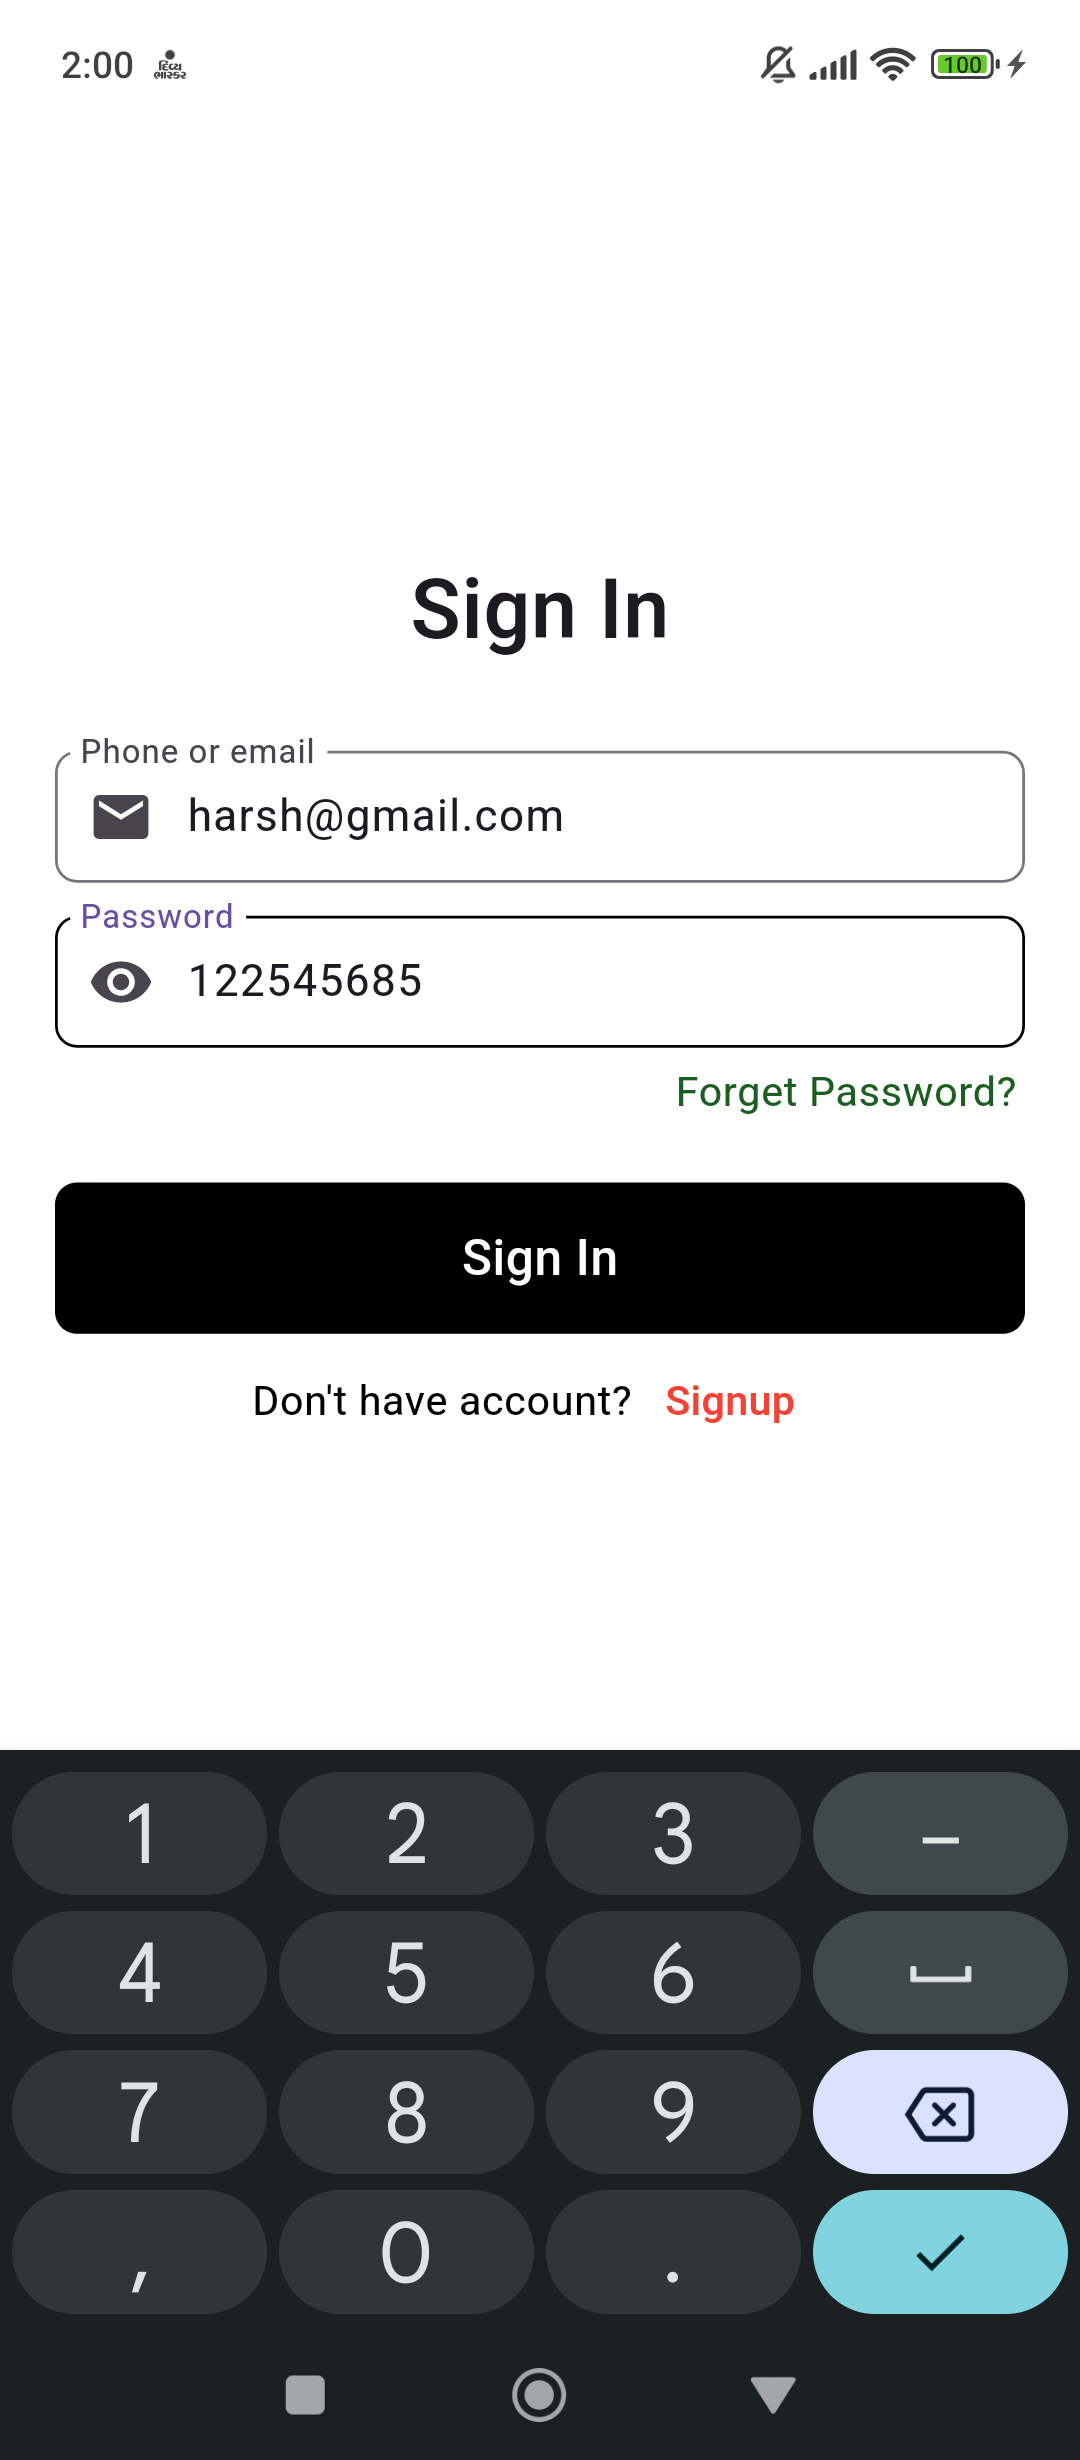 2:00 દિવ્ય ભાસ્કર 100
Sign In
Phone or email
harsh@gmail.com
Password
122545685
Forget Password?
Sign In
Don't have account? Signup
1 2 3 –
4 5 6
7 8 9
, 0 .